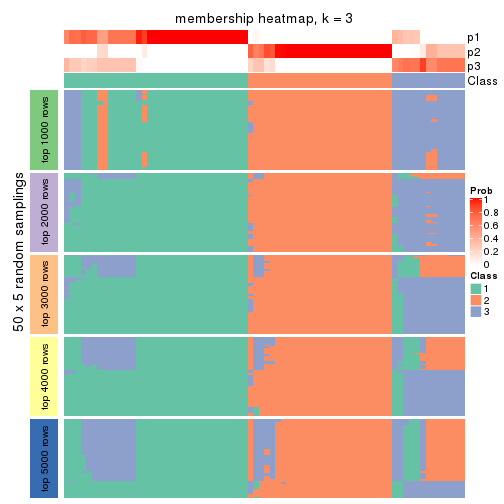 membership heatmap, k = 3
p1
p2
p3
Class
50 x 5 random samplings
top 1000 rows
top 2000 rows
top 3000 rows
top 4000 rows
top 5000 rows
Prob
1
0.8
0.6
0.4
0.2
0
Class
1
2
3